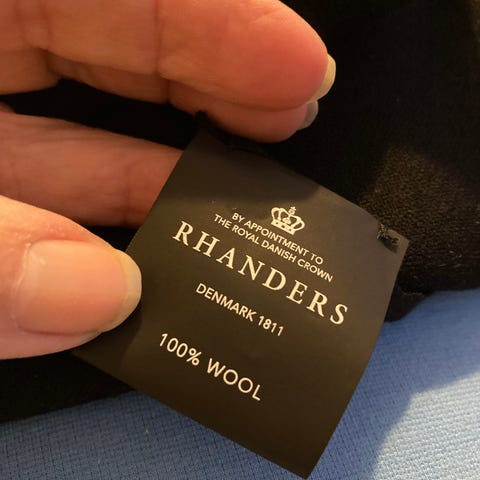 BY APPOINTMENT TO
THE ROYAL DANISH CROWN
RHANDERS
DENMARK 1811
100% WOOL